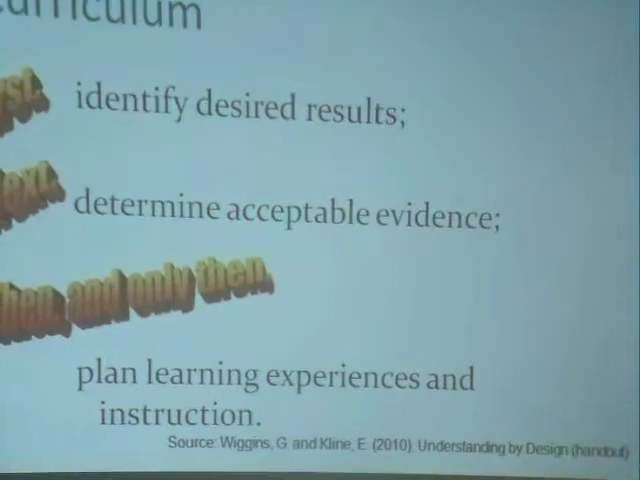 curriculum
identify desired results;
determine acceptable evidence;
and only then,
plan learning experiences and
instruction.
Source: Wiggins, G. and Kline, E. (2010). Understanding by Design (handout)